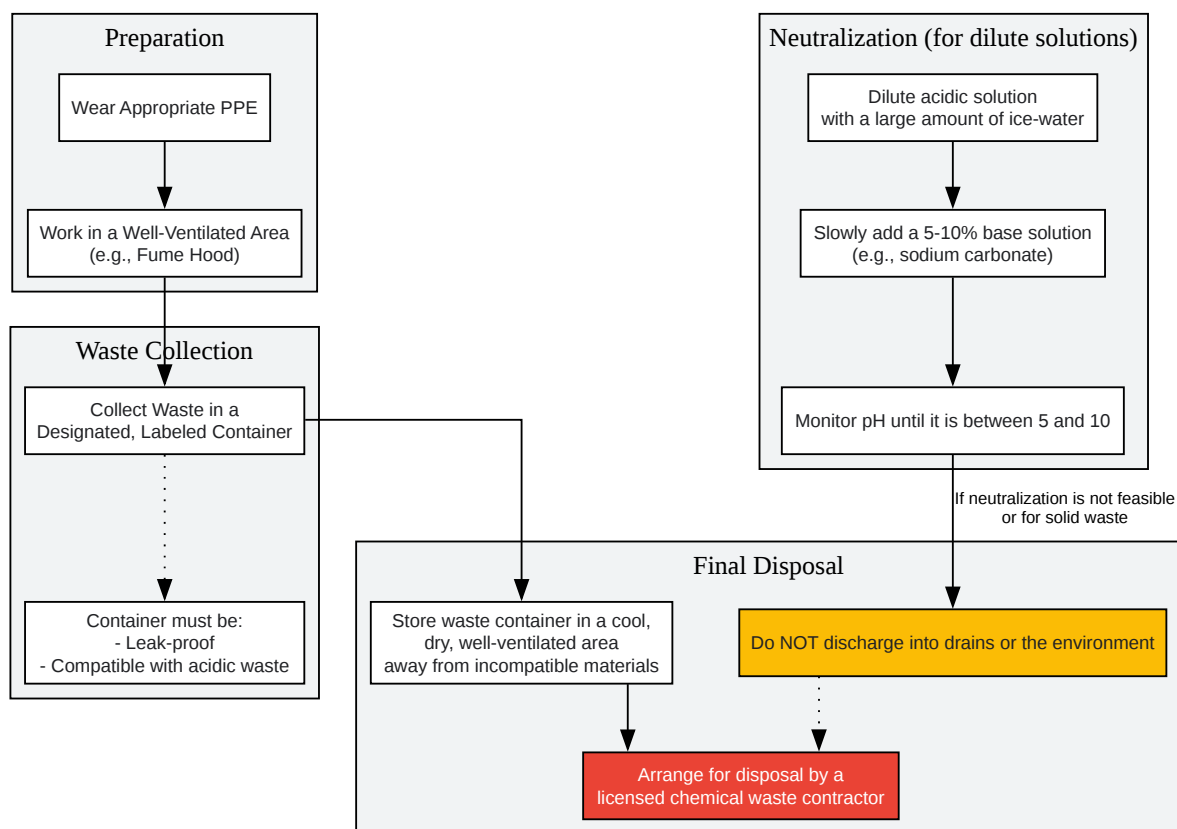 Preparation
Wear Appropriate PPE
Work in a Well-Ventilated Area
(e.g., Fume Hood)
Waste Collection
Collect Waste in a
Designated, Labeled Container
Container must be:
- Leak-proof
- Compatible with acidic waste
Neutralization (for dilute solutions)
Dilute acidic solution
with a large amount of ice-water
Slowly add a 5-10% base solution
(e.g., sodium carbonate)
Monitor pH until it is between 5 and 10
If neutralization is not feasible
or for solid waste
Final Disposal
Store waste container in a cool,
dry, well-ventilated area
away from incompatible materials
Do NOT discharge into drains or the environment
Arrange for disposal by a
licensed chemical waste contractor